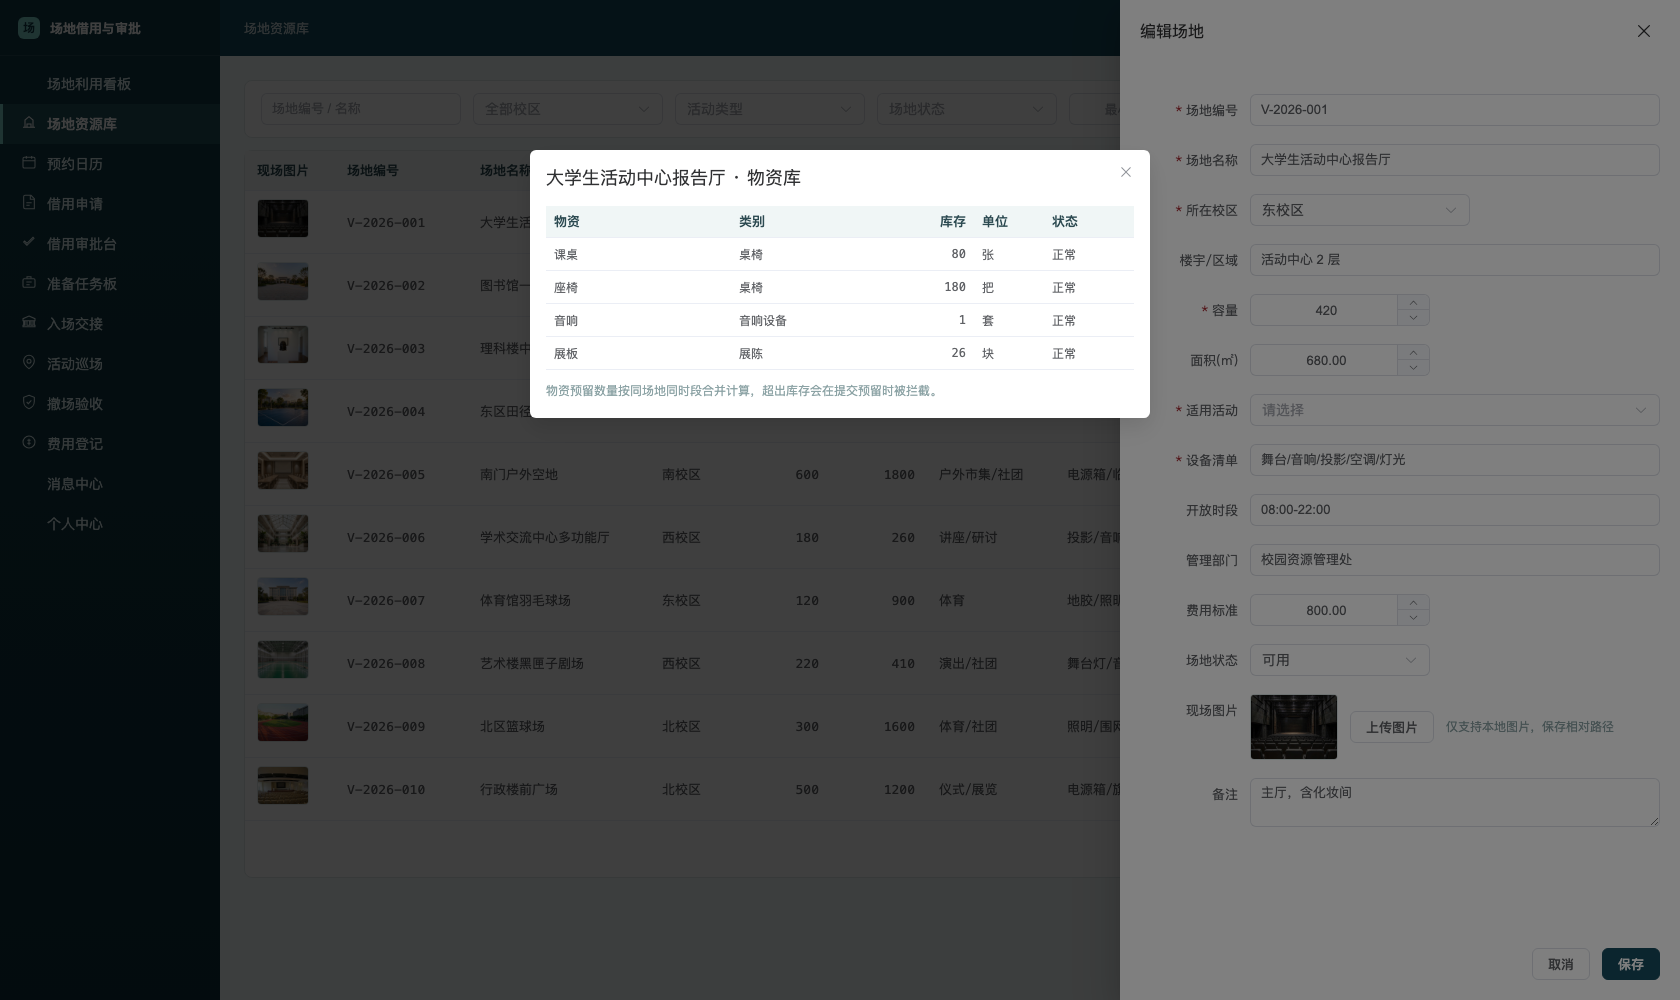 场 场地借用与审批
场地利用看板
场地资源库
预约日历
借用申请
借用审批台
准备任务板
入场交接
活动巡场
撤场验收
费用登记
消息中心
个人中心
场地资源库
场地编号 / 名称 全部校区 活动类型 场地状态
现场图片 场地编号 场地名称
V-2026-001 大学生活
V-2026-002 图书馆一
V-2026-003 理科楼中
V-2026-004 东区田径
V-2026-005 南门户外空地 南校区 600 1800 户外市集/社团 电源箱/临
V-2026-006 学术交流中心多功能厅 西校区 180 260 讲座/研讨 投影/音响
V-2026-007 体育馆羽毛球场 东校区 120 900 体育 地胶/照明
V-2026-008 艺术楼黑匣子剧场 西校区 220 410 演出/社团 舞台灯/音
V-2026-009 北区篮球场 北校区 300 1600 体育/社团 照明/围网
V-2026-010 行政楼前广场 北校区 500 1200 仪式/展览 电源箱/旗
大学生活动中心报告厅 · 物资库
物资 类别 库存 单位 状态
课桌 桌椅 80 张 正常
座椅 桌椅 180 把 正常
音响 音响设备 1 套 正常
展板 展陈 26 块 正常
物资预留数量按同场地同时段合并计算，超出库存会在提交预留时被拦截。
编辑场地
* 场地编号 V-2026-001
* 场地名称 大学生活动中心报告厅
* 所在校区 东校区
楼宇/区域 活动中心 2 层
* 容量 420
面积(㎡) 680.00
* 适用活动 请选择
* 设备清单 舞台/音响/投影/空调/灯光
开放时段 08:00-22:00
管理部门 校园资源管理处
费用标准 800.00
场地状态 可用
现场图片 上传图片 仅支持本地图片，保存相对路径
备注 主厅，含化妆间
取消 保存